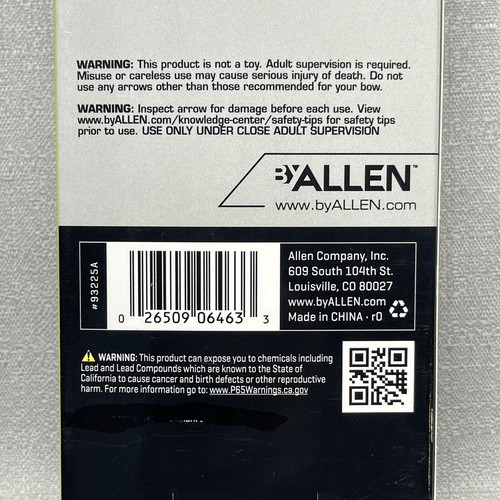 WARNING: This product is not a toy. Adult supervision is required.
Misuse or careless use may cause serious injury of death. Do not
use any arrows other than those recommended for your bow.
WARNING: Inspect arrow for damage before each use. View
www.byALLEN.com/knowledge-center/safety-tips for safety tips
prior to use. USE ONLY UNDER CLOSE ADULT SUPERVISION
BYALLEN™
www.byALLEN.com
#93225A
0 26509 06463 3
Allen Company, Inc.
609 South 104th St.
Louisville, CO 80027
www.byALLEN.com
Made in CHINA · r0
WARNING: This product can expose you to chemicals including
Lead and Lead Compounds which are known to the State of
California to cause cancer and birth defects or other reproductive
harm. For more information go to: www.P65Warnings.ca.gov